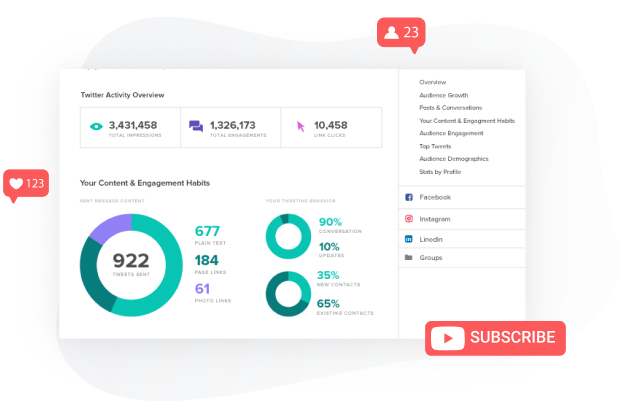 23
Twitter Activity Overview
3,431,458
TOTAL IMPRESSIONS
1,326,173
TOTAL ENGAGEMENTS
10,458
LINK CLICKS
Overview
Audience Growth
Posts & Conversations
Your Content & Engagment Habits
Audience Engagement
Top Tweets
Audience Demographics
Stats by Profile
Facebook
Instagram
LinedIn
Groups
123
Your Content & Engagement Habits
SENT MESSAGE CONTENT
922
TWEETS SENT
677
PLAIN TEXT
184
PAGE LINKS
61
PHOTO LINKS
YOUR TWEETING BEHAVIOR
90%
CONVERSATION
10%
UPDATES
35%
NEW CONTACTS
65%
EXISTING CONTACTS
SUBSCRIBE